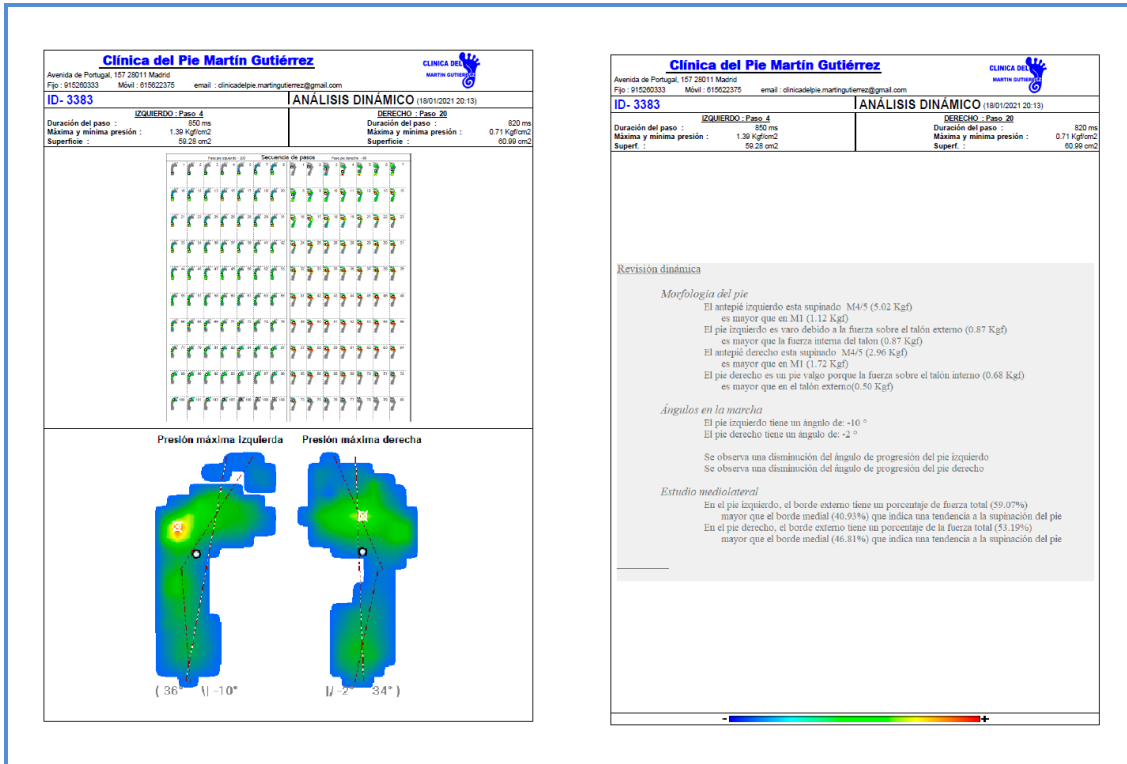 Clínica del Pie Martín Gutiérrez
CLINICA DEL
MARTIN GUTIERREZ
Avenida de Portugal, 157 28011 Madrid
Fijo : 915260333 Móvil : 615622375 email : clinicadelpie.martingutierrez@gmail.com
ID- 3383 ANÁLISIS DINÁMICO (18/01/2021 20:13)
IZQUIERDO : Paso 4 DERECHO : Paso 20
Duración del paso : 850 ms Duración del paso : 820 ms
Máxima y mínima presión : 1.39 Kgf/cm2 Máxima y mínima presión : 0.71 Kgf/cm2
Superficie : 59.28 cm2 Superficie : 60.99 cm2
Secuencia de pasos
Presión máxima izquierda Presión máxima derecha
( 36° \| -10° |/ -2° 34° )
Clínica del Pie Martín Gutiérrez
CLINICA DEL
MARTIN GUTIERREZ
Avenida de Portugal, 157 28011 Madrid
Fijo : 915260333 Móvil : 615622375 email : clinicadelpie.martingutierrez@gmail.com
ID- 3383 ANÁLISIS DINÁMICO (18/01/2021 20:13)
IZQUIERDO : Paso 4 DERECHO : Paso 20
Duración del paso : 850 ms Duración del paso : 820 ms
Máxima y mínima presión : 1.39 Kgf/cm2 Máxima y mínima presión : 0.71 Kgf/cm2
Superf. : 59.28 cm2 Superf. : 60.99 cm2
Revisión dinámica
Morfologia del pie
El antepié izquierdo esta supinado M4/5 (5.02 Kgf)
es mayor que en M1 (1.12 Kgf)
El pie izquierdo es varo debido a la fuerza sobre el talón externo (0.87 Kgf)
es mayor que la fuerza interna del talon (0.87 Kgf)
El antepié derecho esta supinado M4/5 (2.96 Kgf)
es mayor que en M1 (1.72 Kgf)
El pie derecho es un pie valgo porque la fuerza sobre el talón interno (0.68 Kgf)
es mayor que en el talón externo(0.50 Kgf)
Ángulos en la marcha
El pie izquierdo tiene un ángulo de: -10 °
El pie derecho tiene un ángulo de: -2 °
Se observa una disminución del ángulo de progresión del pie izquierdo
Se observa una disminución del ángulo de progresión del pie derecho
Estudio mediolateral
En el pie izquierdo, el borde externo tiene un porcentaje de fuerza total (59.07%)
mayor que el borde medial (40.93%) que indica una tendencia a la supinación del pie
En el pie derecho, el borde externo tiene un porcentaje de la fuerza total (53.19%)
mayor que el borde medial (46.81%) que indica una tendencia a la supinación del pie
- +